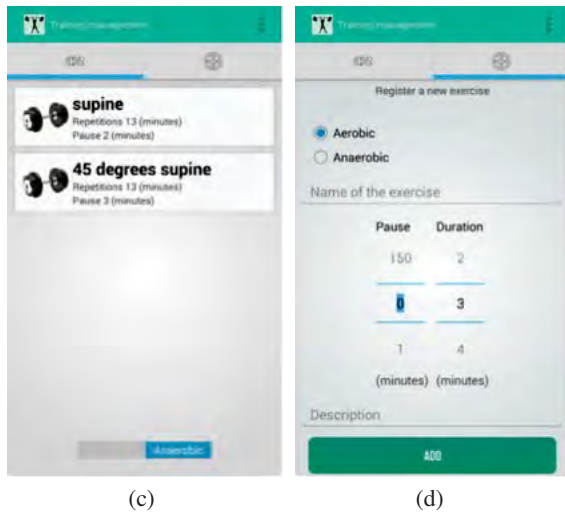 Training management
supine
Repetitions 13 (minutes)
Pause 2 (minutes)
45 degrees supine
Repetitions 13 (minutes)
Pause 3 (minutes)
Anaerobic
(c)
Training management
Register a new exercise
Aerobic
Anaerobic
Name of the exercise
Pause Duration
150 2
0 3
1 4
(minutes) (minutes)
Description
ADD
(d)